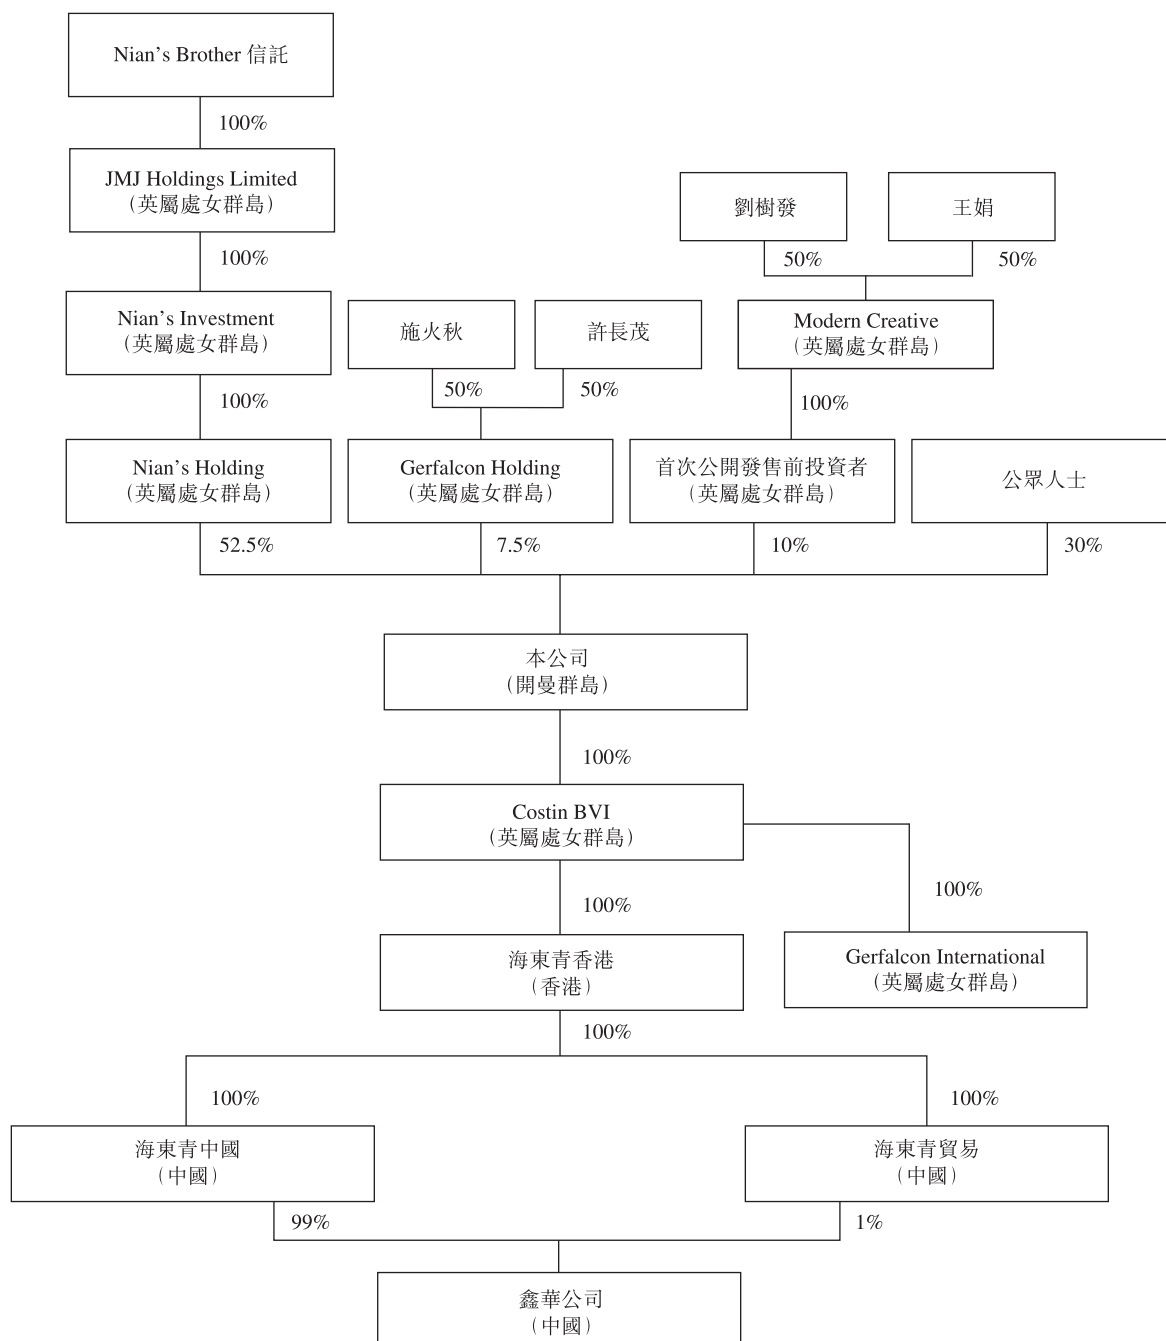 Nian's Brother 信託
100%
JMJ Holdings Limited
(英屬處女群島)
100%
劉樹發
王娟
50%
50%
Nian's Investment
(英屬處女群島)
施火秋
許長茂
Modern Creative
(英屬處女群島)
100%
50%
50%
100%
Nian's Holding
(英屬處女群島)
Gerfalcon Holding
(英屬處女群島)
首次公開發售前投資者
(英屬處女群島)
公眾人士
52.5%
7.5%
10%
30%
本公司
(開曼群島)
100%
Costin BVI
(英屬處女群島)
100%
100%
海東青香港
(香港)
Gerfalcon International
(英屬處女群島)
100%
100%
100%
海東青中國
(中國)
海東青貿易
(中國)
99%
1%
鑫華公司
(中國)